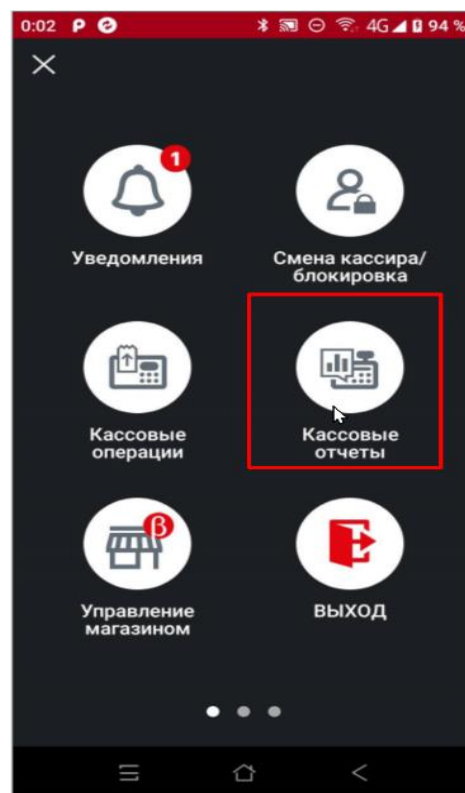 0:02 P 4G 94 %
1
Уведомления
Смена кассира/
блокировка
Кассовые
операции
Кассовые
отчеты
β
Управление
магазином
ВЫХОД